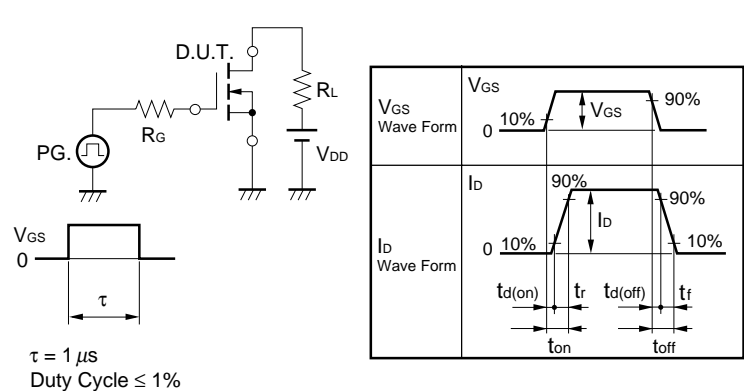 D.U.T.
RL
RG
PG.
VDD
VGS
0
τ
τ = 1 μs
Duty Cycle ≤ 1%
VGS
Wave Form
VGS
10%
0
VGS
90%
ID
Wave Form
ID
90%
90%
0
10%
ID
10%
td(on)
tr
td(off)
tf
ton
toff